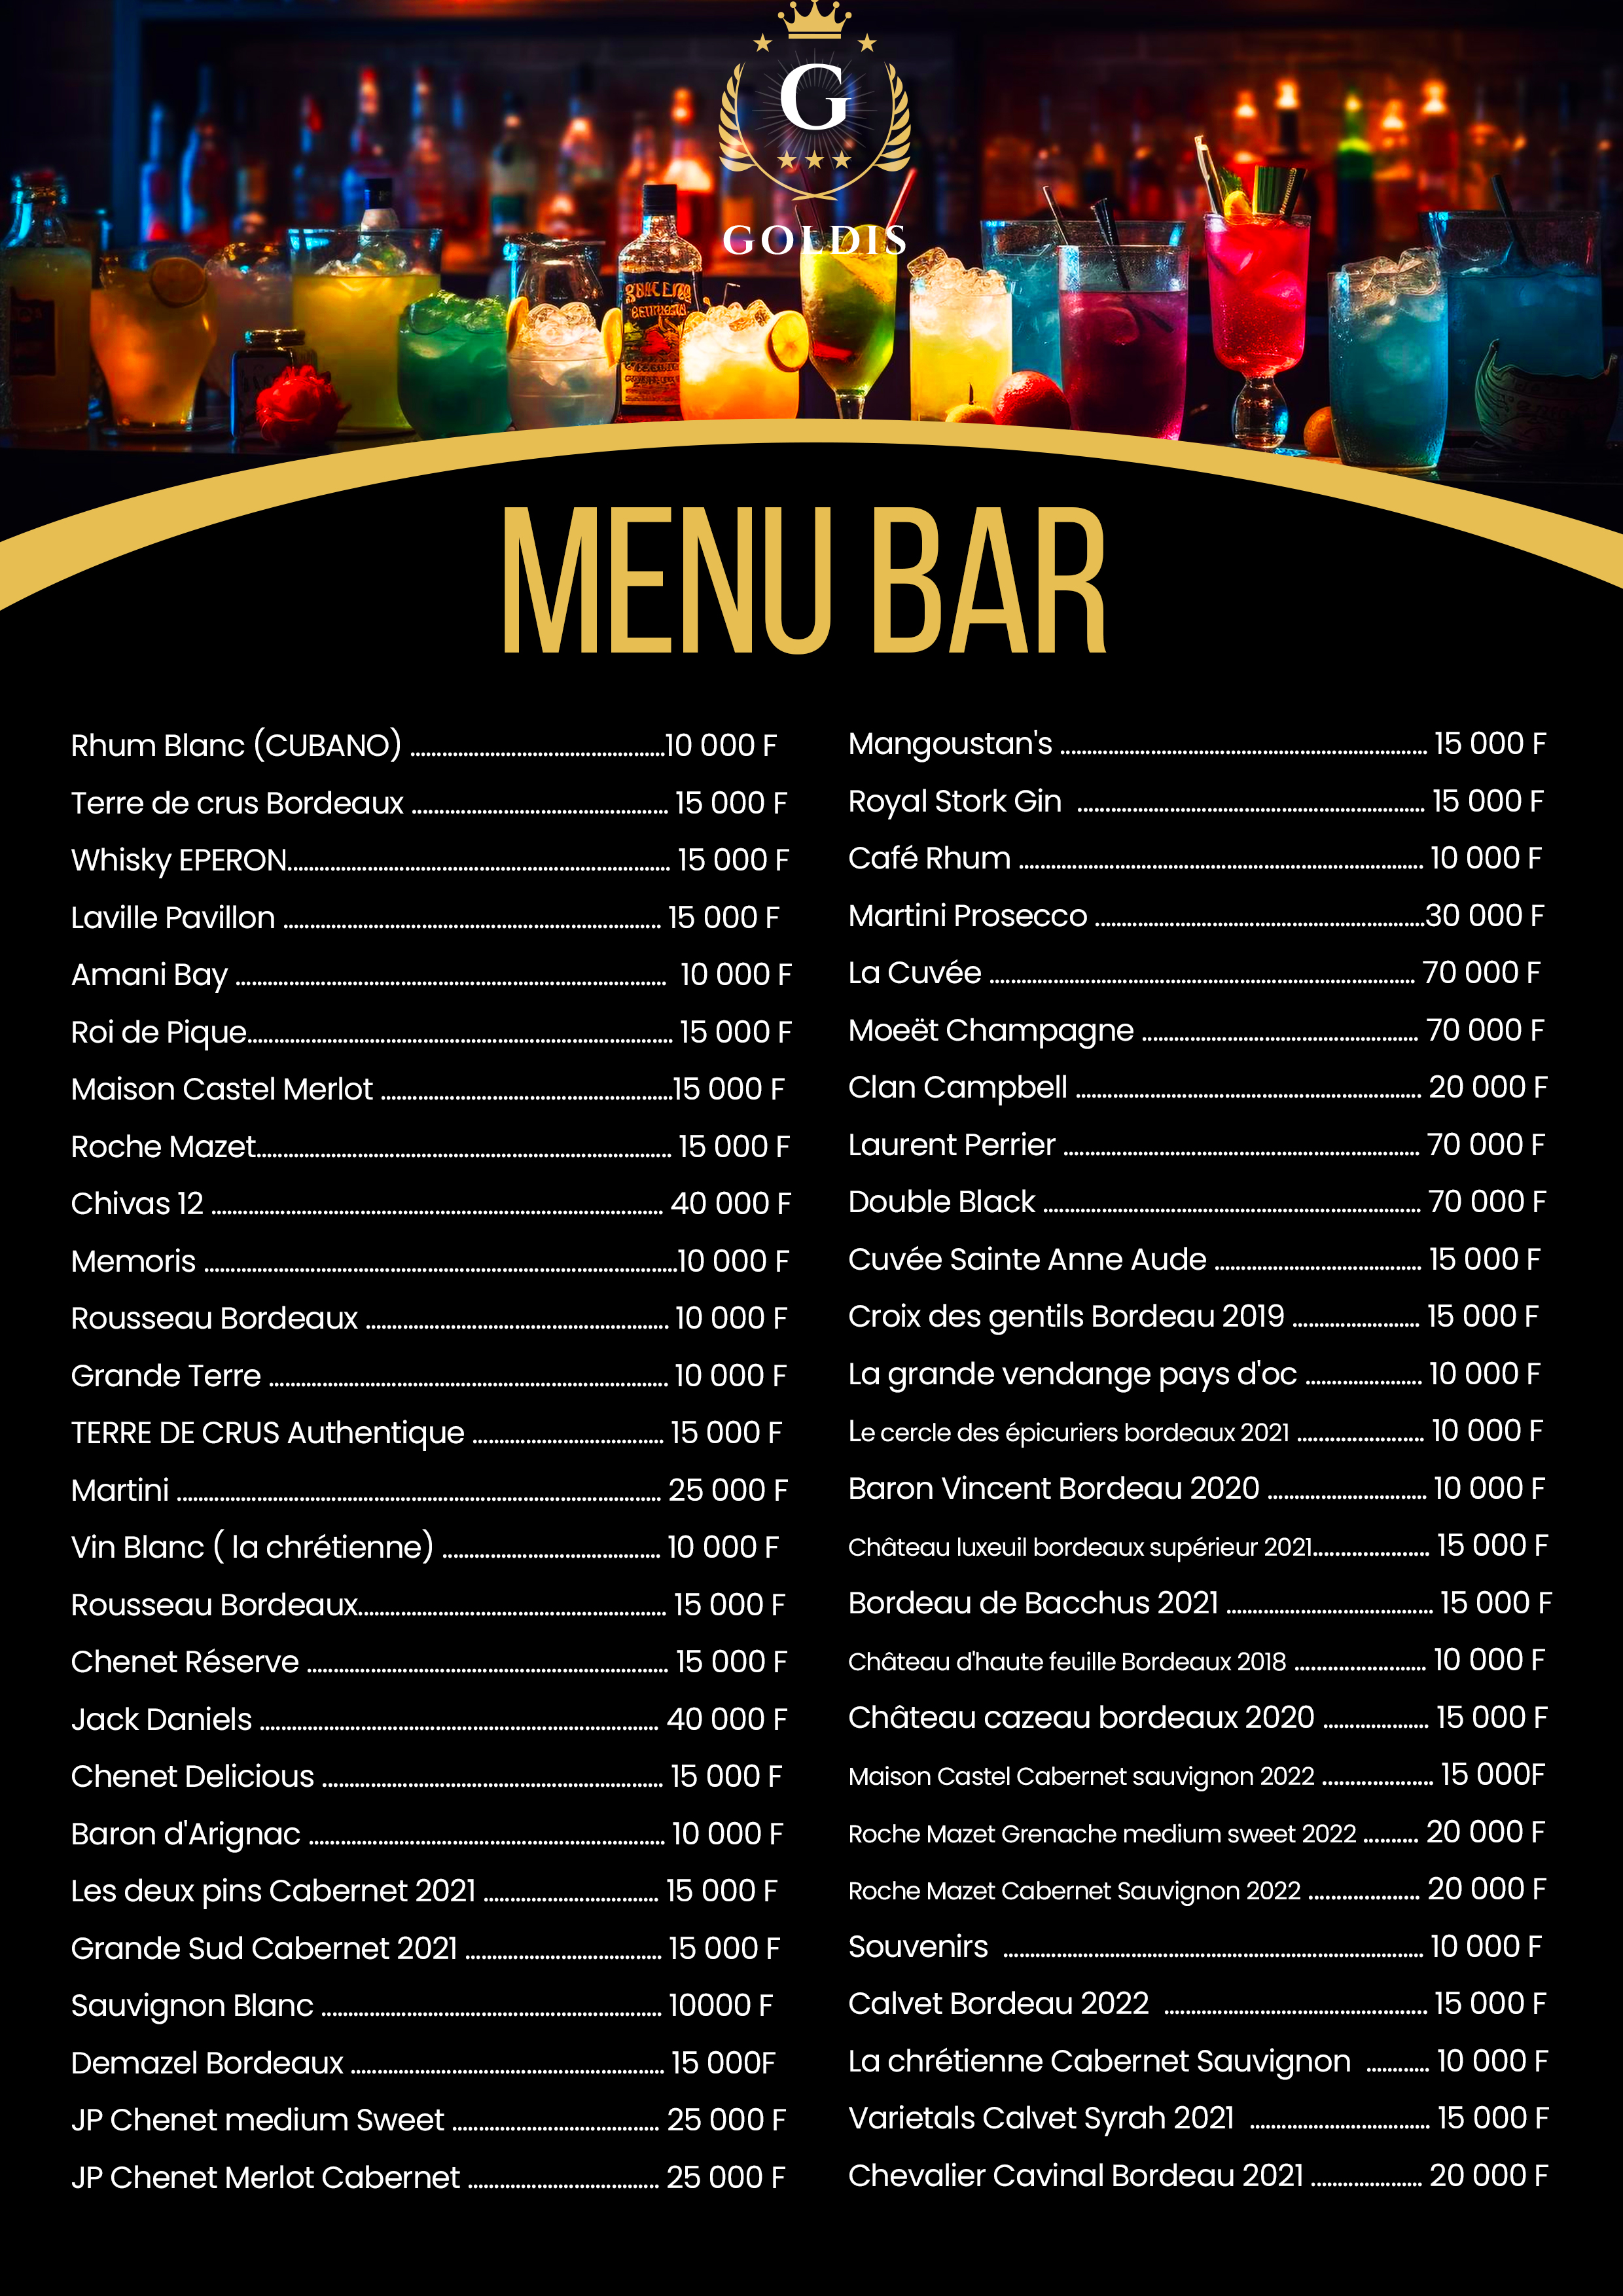 G
GOLDIS
MENU BAR
Rhum Blanc (CUBANO) ........10 000 F
Terre de crus Bordeaux ........ 15 000 F
Whisky EPERON........ 15 000 F
Laville Pavillon ........ 15 000 F
Amani Bay ........ 10 000 F
Roi de Pique........ 15 000 F
Maison Castel Merlot ........15 000 F
Roche Mazet........ 15 000 F
Chivas 12 ........ 40 000 F
Memoris ........10 000 F
Rousseau Bordeaux ........ 10 000 F
Grande Terre ........ 10 000 F
TERRE DE CRUS Authentique ........ 15 000 F
Martini ........ 25 000 F
Vin Blanc ( la chrétienne) ........ 10 000 F
Rousseau Bordeaux........ 15 000 F
Chenet Réserve ........ 15 000 F
Jack Daniels ........ 40 000 F
Chenet Delicious ........ 15 000 F
Baron d'Arignac ........ 10 000 F
Les deux pins Cabernet 2021 ........ 15 000 F
Grande Sud Cabernet 2021 ........ 15 000 F
Sauvignon Blanc ........ 10000 F
Demazel Bordeaux ........ 15 000F
JP Chenet medium Sweet ........ 25 000 F
JP Chenet Merlot Cabernet ........ 25 000 F
Mangoustan's ........ 15 000 F
Royal Stork Gin ........ 15 000 F
Café Rhum ........ 10 000 F
Martini Prosecco ........30 000 F
La Cuvée ........ 70 000 F
Moeët Champagne ........ 70 000 F
Clan Campbell ........ 20 000 F
Laurent Perrier ........ 70 000 F
Double Black ........ 70 000 F
Cuvée Sainte Anne Aude ........ 15 000 F
Croix des gentils Bordeau 2019 ........ 15 000 F
La grande vendange pays d'oc ........ 10 000 F
Le cercle des épicuriers bordeaux 2021 ........ 10 000 F
Baron Vincent Bordeau 2020 ........ 10 000 F
Château luxeuil bordeaux supérieur 2021........ 15 000 F
Bordeau de Bacchus 2021 ........ 15 000 F
Château d'haute feuille Bordeaux 2018 ........ 10 000 F
Château cazeau bordeaux 2020 ........ 15 000 F
Maison Castel Cabernet sauvignon 2022 ........ 15 000F
Roche Mazet Grenache medium sweet 2022 ........ 20 000 F
Roche Mazet Cabernet Sauvignon 2022 ........ 20 000 F
Souvenirs ........ 10 000 F
Calvet Bordeau 2022 ........ 15 000 F
La chrétienne Cabernet Sauvignon ........ 10 000 F
Varietals Calvet Syrah 2021 ........ 15 000 F
Chevalier Cavinal Bordeau 2021 ........ 20 000 F